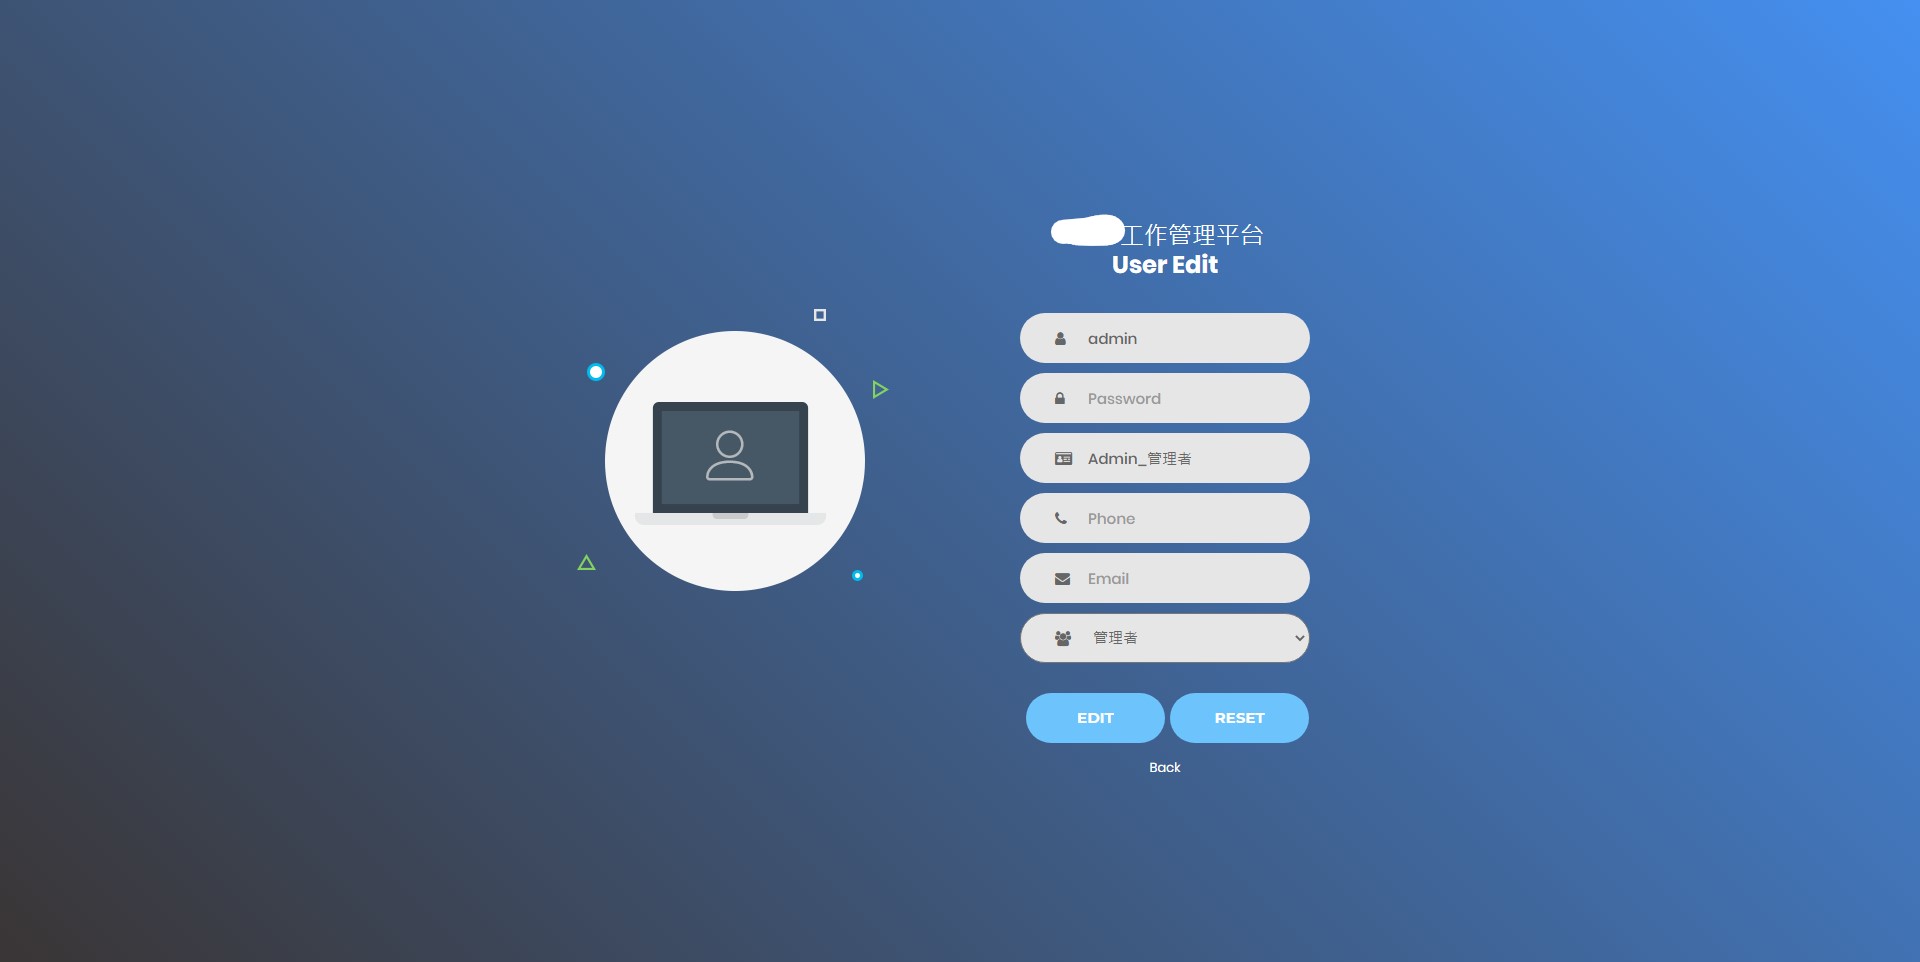 工作管理平台
User Edit
admin
Password
Admin_管理者
Phone
Email
管理者
EDIT
RESET
Back